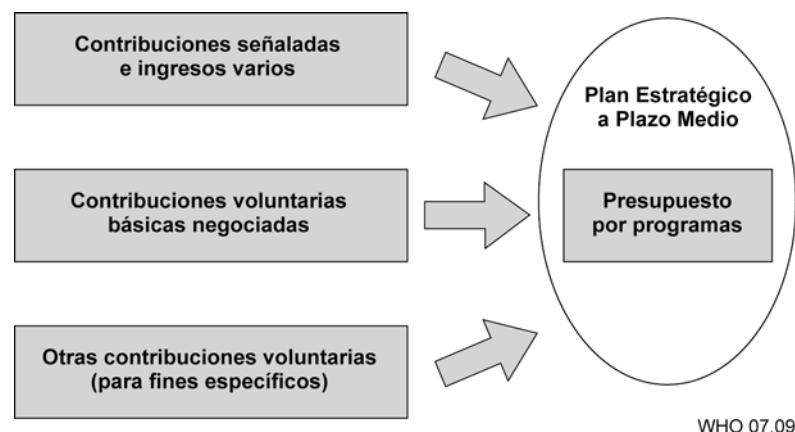 Contribuciones señaladas
e ingresos varios
Plan Estratégico
a Plazo Medio
Contribuciones voluntarias
básicas negociadas
Presupuesto
por programas
Otras contribuciones voluntarias
(para fines específicos)
WHO 07.09